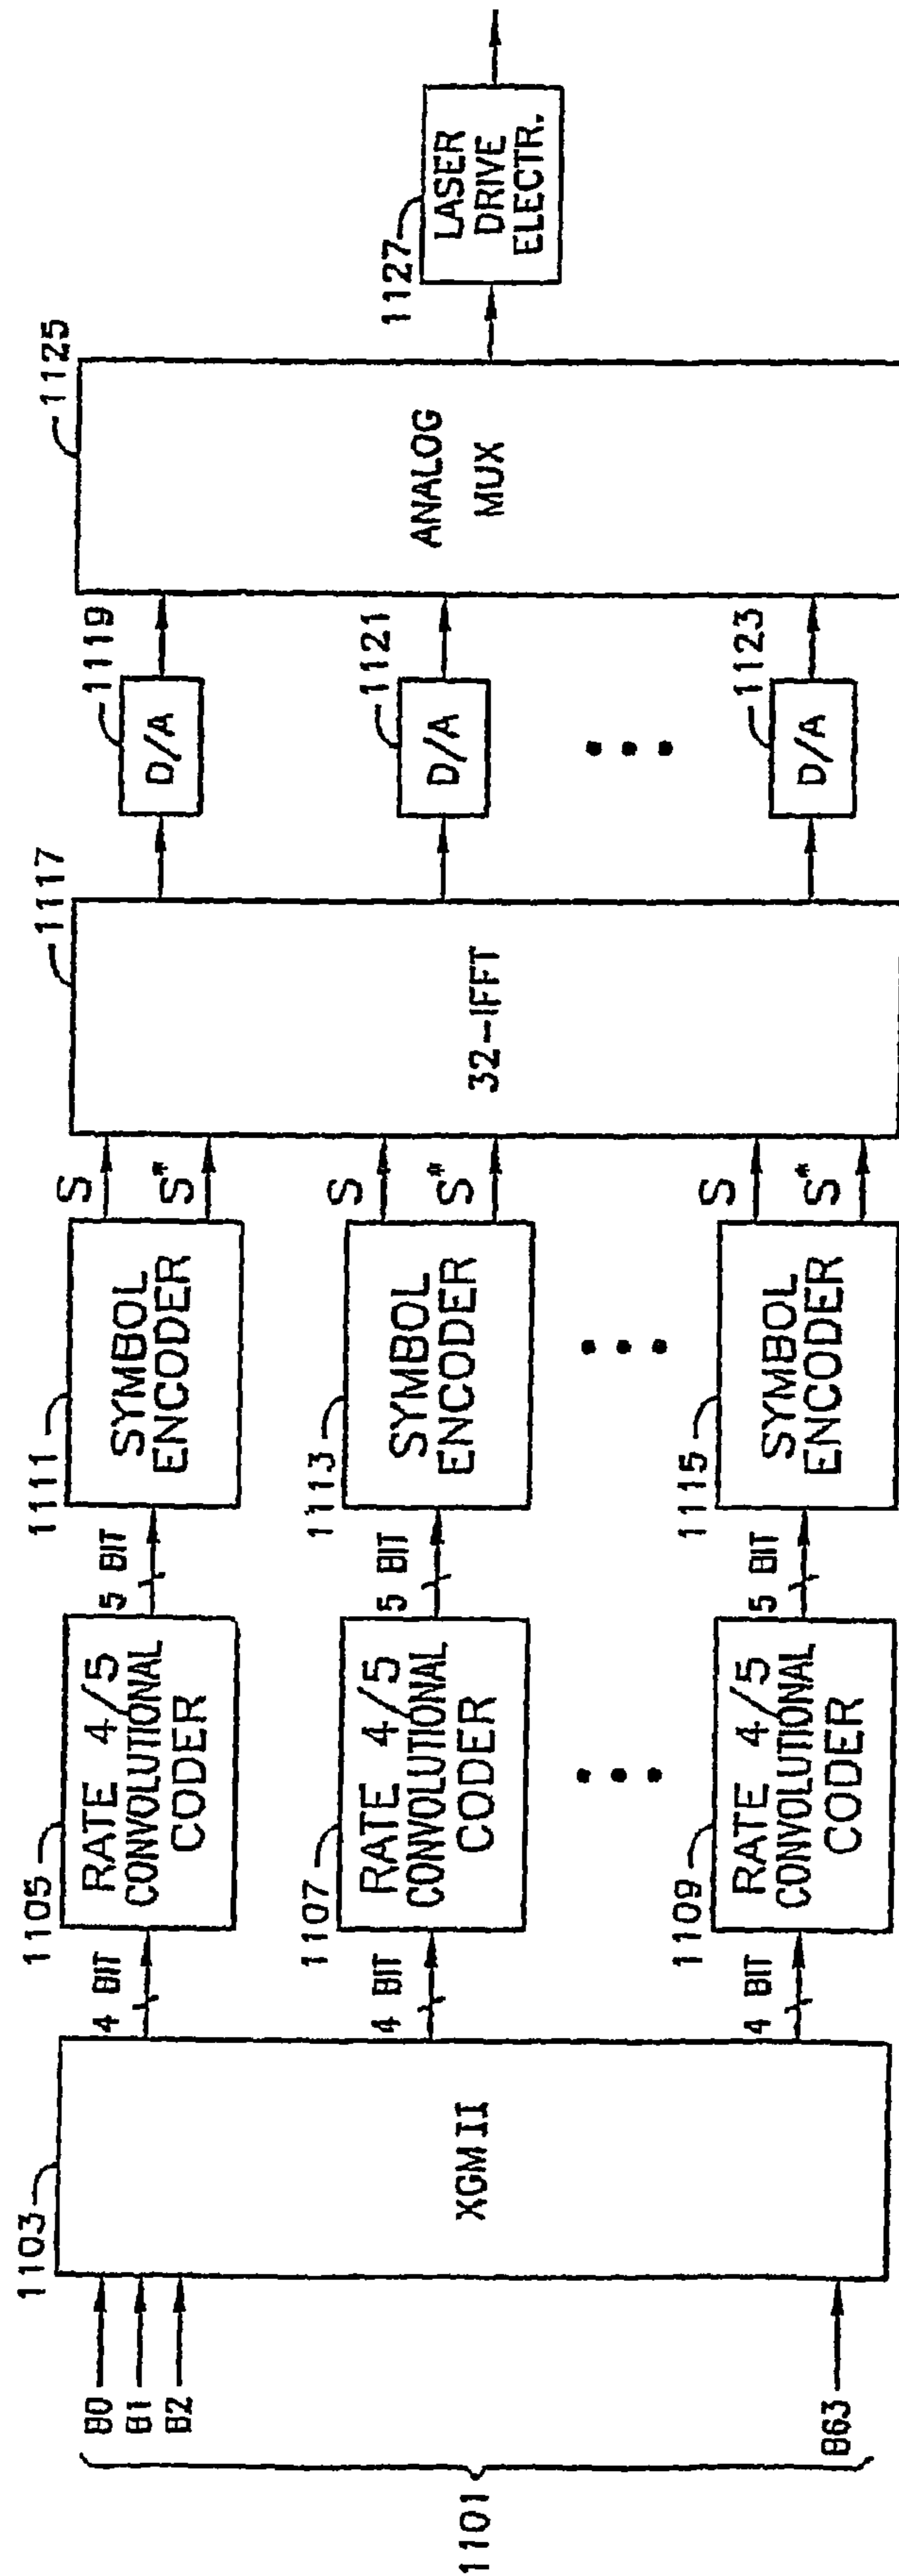 1101
B0
B1
B2
B63
1103
XGMII
4 BIT
4 BIT
4 BIT
1105
RATE 4/5
CONVOLUTIONAL
CODER
1107
RATE 4/5
CONVOLUTIONAL
CODER
1109
RATE 4/5
CONVOLUTIONAL
CODER
5 BIT
5 BIT
5 BIT
1111
SYMBOL
ENCODER
1113
SYMBOL
ENCODER
1115
SYMBOL
ENCODER
S
S*
S
S*
S
S*
1117
32-IFFT
1119
D/A
1121
D/A
1123
D/A
1125
ANALOG
MUX
1127
LASER
DRIVE
ELECTR.